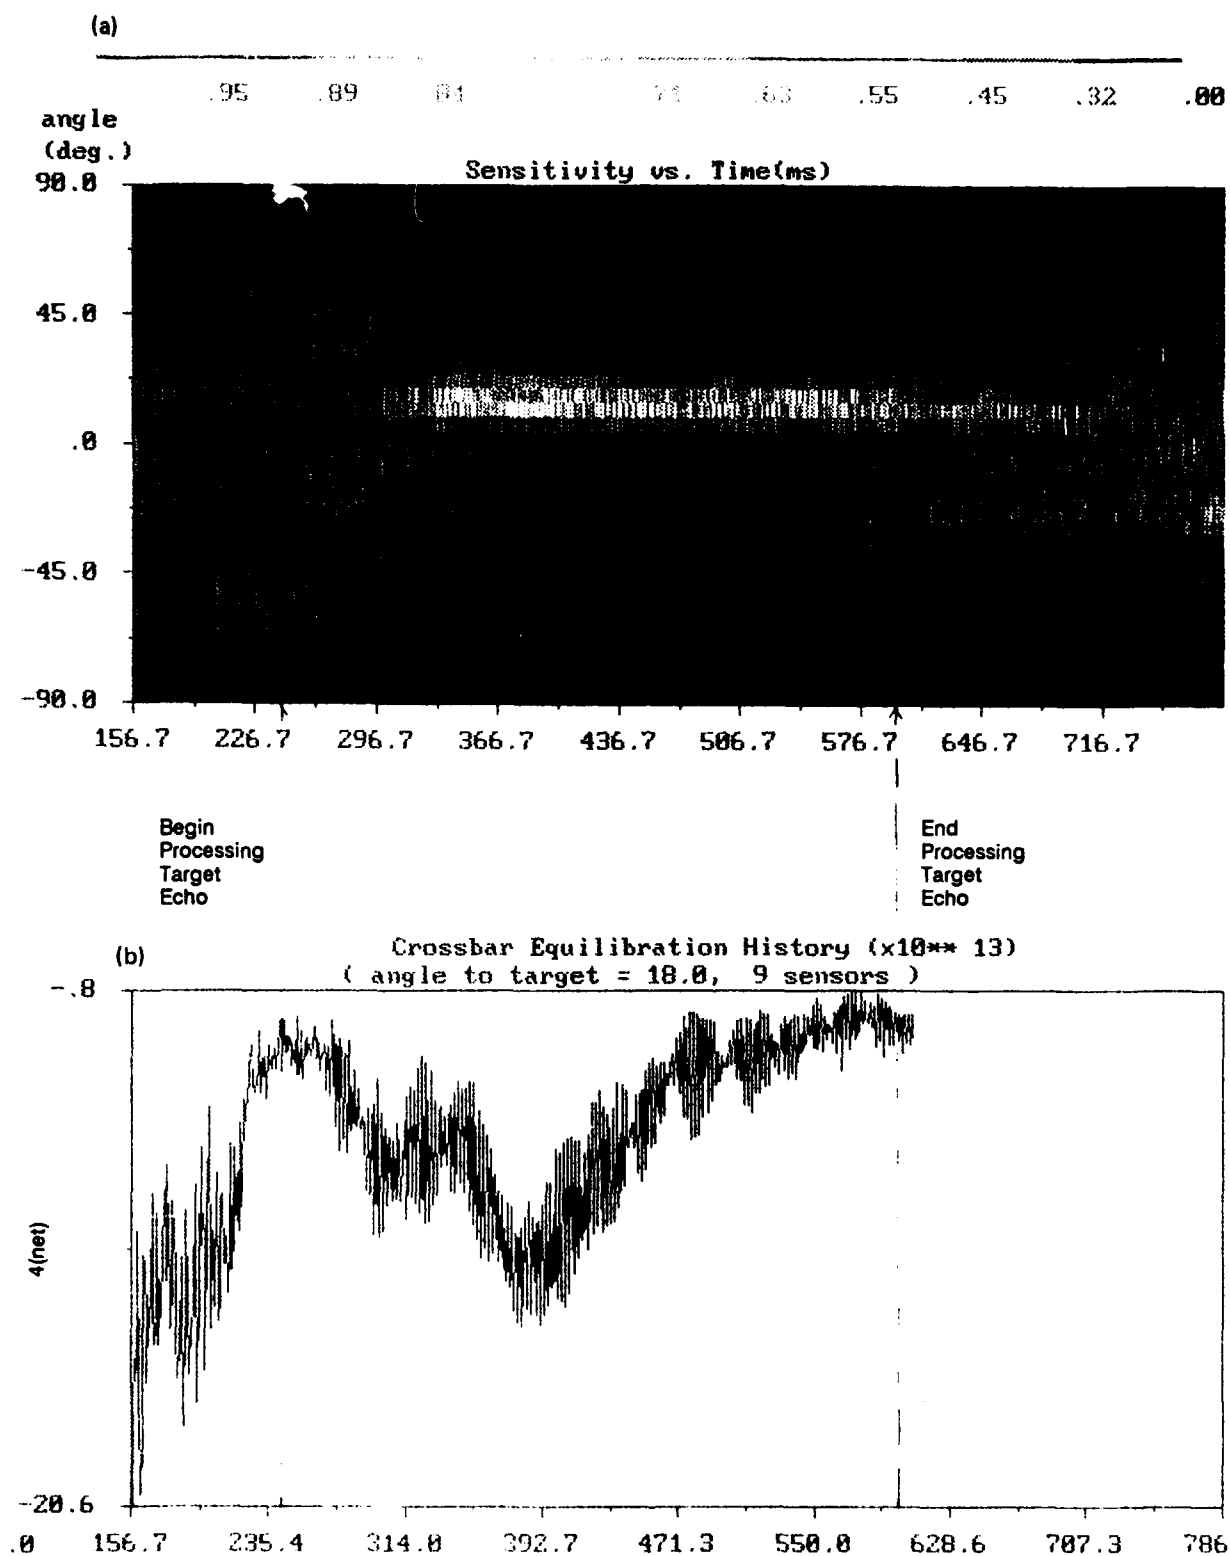 (a)
.95 .89 .81 .71 .63 .55 .45 .32 .00
angle
(deg.)
Sensitivity vs. Time(ms)
90.0
45.0
.0
-45.0
-90.0
156.7 226.7 296.7 366.7 436.7 506.7 576.7 646.7 716.7
Begin
Processing
Target
Echo
End
Processing
Target
Echo
(b)
Crossbar Equilibration History (x10** 13)
( angle to target = 18.0, 9 sensors )
-.8
4(net)
-20.6
.0 156.7 235.4 314.0 392.7 471.3 550.0 628.6 707.3 786